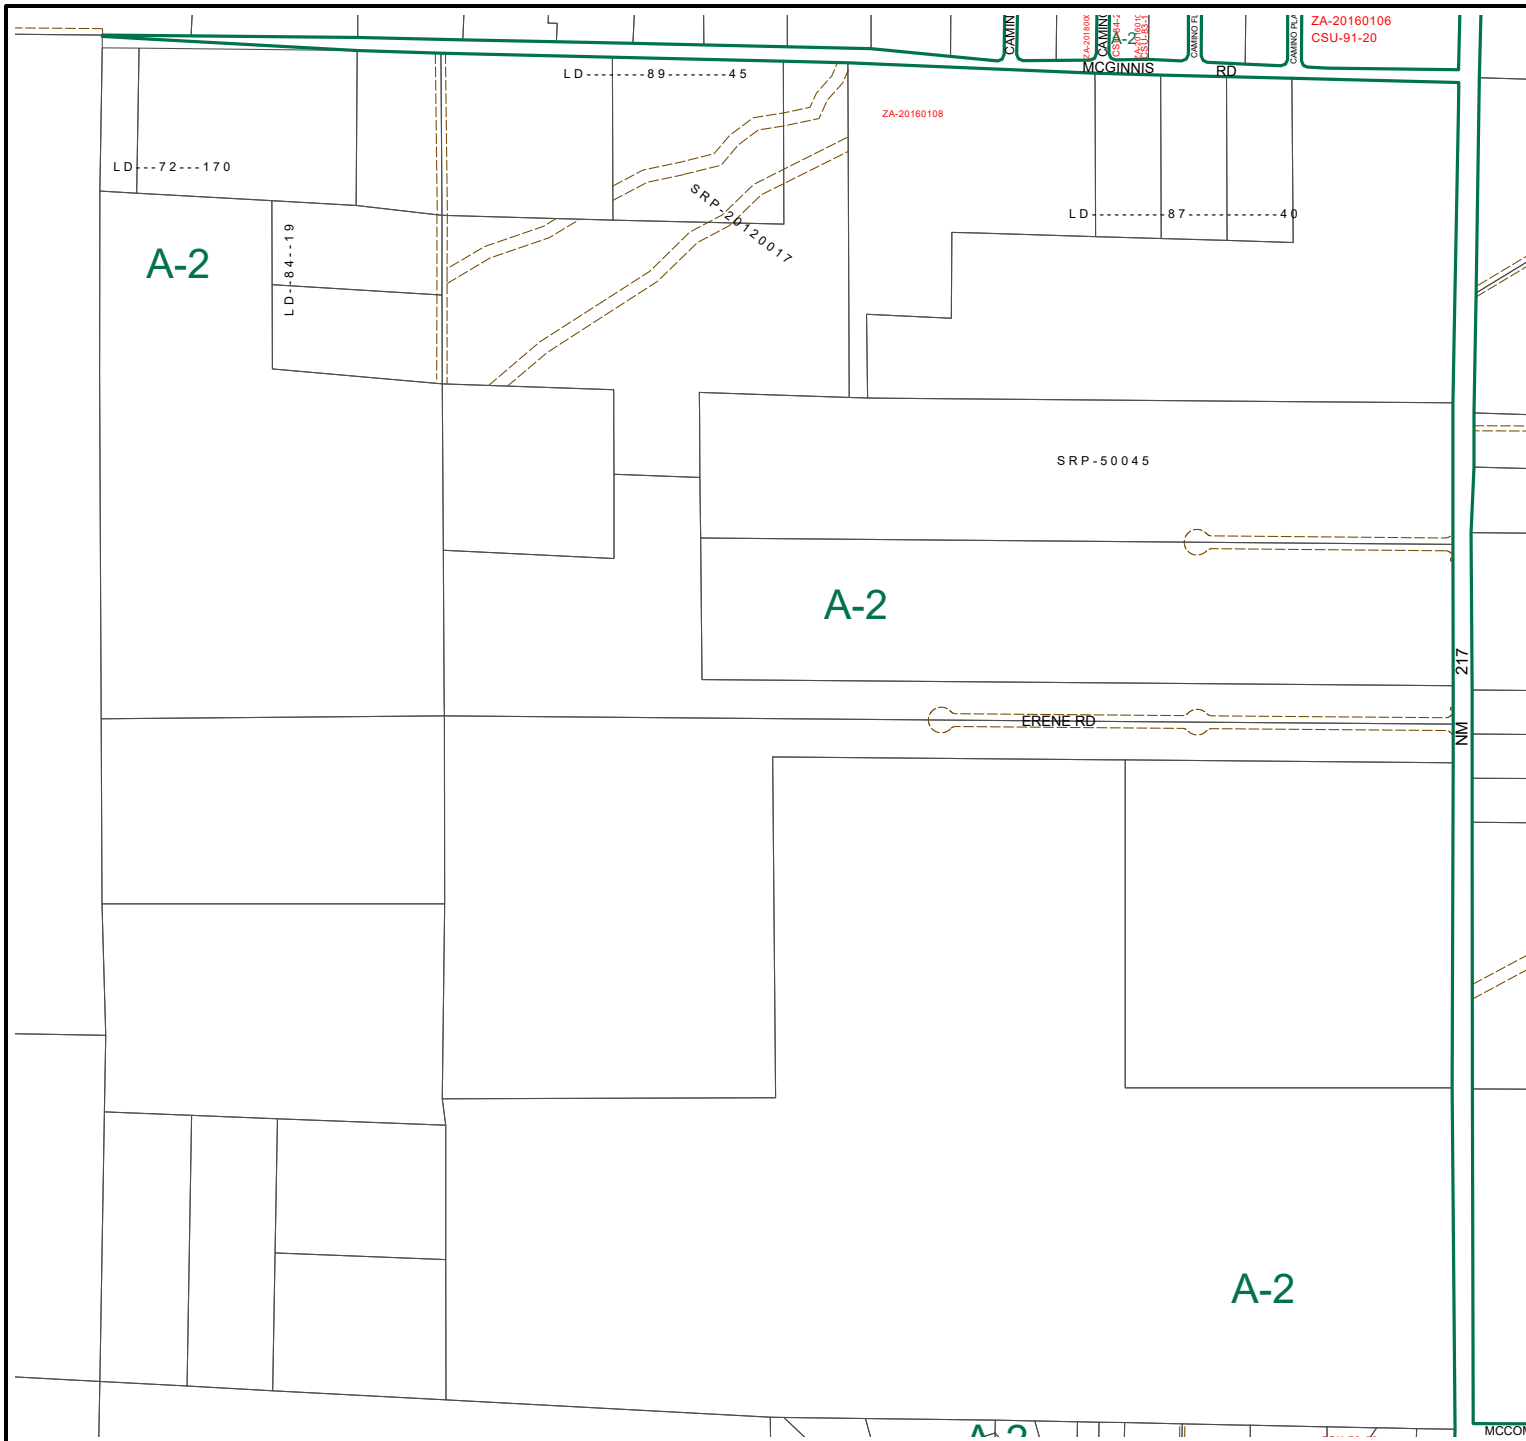 ZA-20160106
CSU-91-20
A-2
MCGINNIS RD
LD-------89-------45
ZA-20160108
LD---72---170
SRP-20120017
LD---------87-----------40
LD--84--19
A-2
SRP-50045
A-2
NM 217
ERENE RD
A-2
A-2